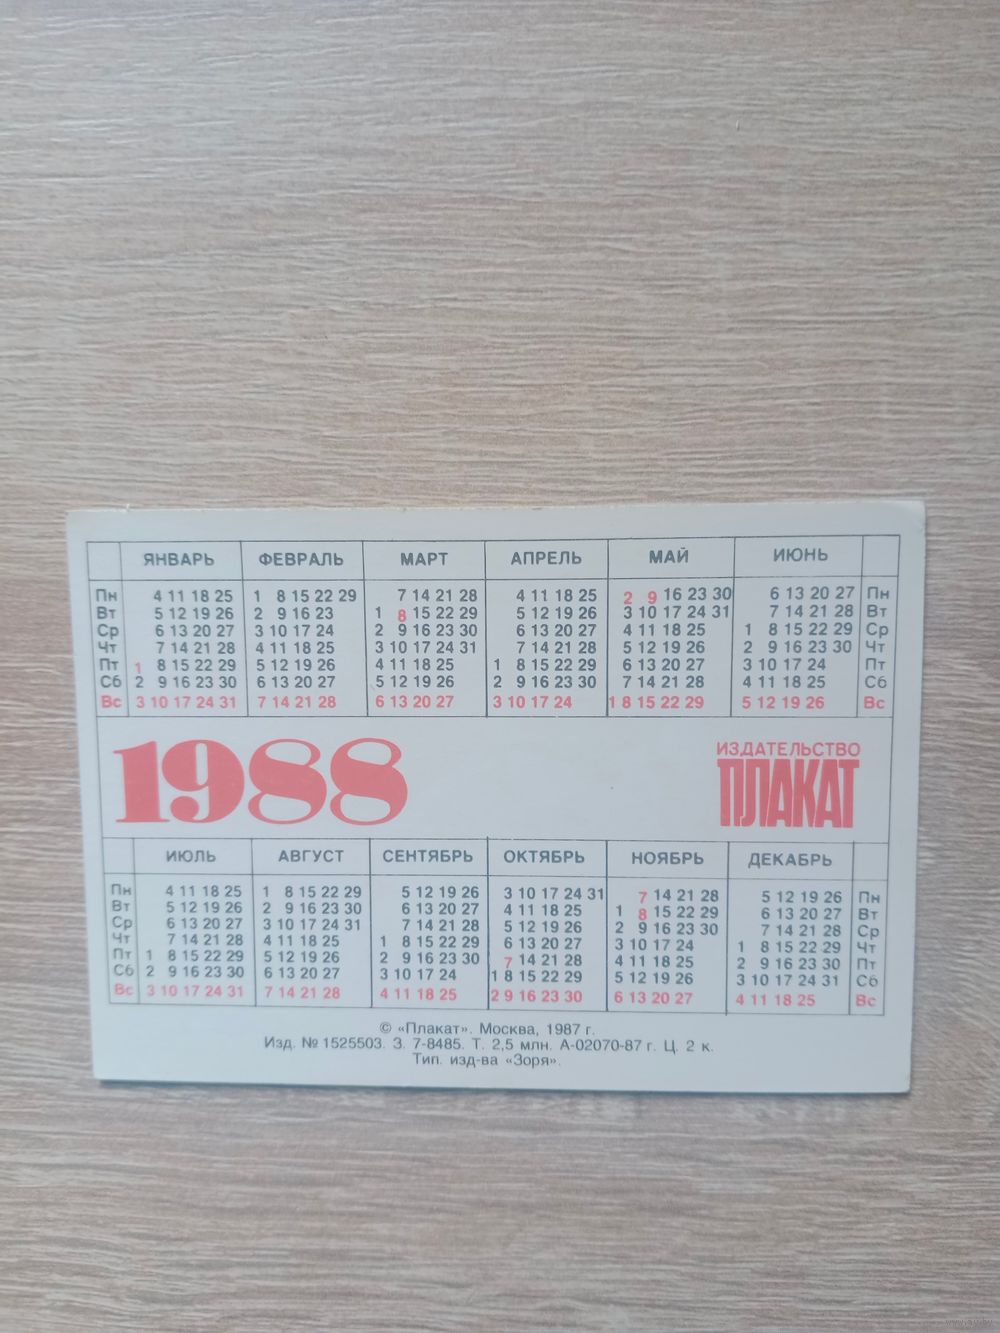 ЯНВАРЬ ФЕВРАЛЬ МАРТ АПРЕЛЬ МАЙ ИЮНЬ
Пн 4 11 18 25 1 8 15 22 29 7 14 21 28 4 11 18 25 2 9 16 23 30 6 13 20 27 Пн
Вт 5 12 19 26 2 9 16 23 1 8 15 22 29 5 12 19 26 3 10 17 24 31 7 14 21 28 Вт
Ср 6 13 20 27 3 10 17 24 2 9 16 23 30 6 13 20 27 4 11 18 25 1 8 15 22 29 Ср
Чт 7 14 21 28 4 11 18 25 3 10 17 24 31 7 14 21 28 5 12 19 26 2 9 16 23 30 Чт
Пт 1 8 15 22 29 5 12 19 26 4 11 18 25 1 8 15 22 29 6 13 20 27 3 10 17 24 Пт
Сб 2 9 16 23 30 6 13 20 27 5 12 19 26 2 9 16 23 30 7 14 21 28 4 11 18 25 Сб
Вс 3 10 17 24 31 7 14 21 28 6 13 20 27 3 10 17 24 1 8 15 22 29 5 12 19 26 Вс
1988
ИЗДАТЕЛЬСТВО
ПЛАКАТ
ИЮЛЬ АВГУСТ СЕНТЯБРЬ ОКТЯБРЬ НОЯБРЬ ДЕКАБРЬ
Пн 4 11 18 25 1 8 15 22 29 5 12 19 26 3 10 17 24 31 7 14 21 28 5 12 19 26 Пн
Вт 5 12 19 26 2 9 16 23 30 6 13 20 27 4 11 18 25 1 8 15 22 29 6 13 20 27 Вт
Ср 6 13 20 27 3 10 17 24 31 7 14 21 28 5 12 19 26 2 9 16 23 30 7 14 21 28 Ср
Чт 7 14 21 28 4 11 18 25 1 8 15 22 29 6 13 20 27 3 10 17 24 1 8 15 22 29 Чт
Пт 1 8 15 22 29 5 12 19 26 2 9 16 23 30 7 14 21 28 4 11 18 25 2 9 16 23 30 Пт
Сб 2 9 16 23 30 6 13 20 27 3 10 17 24 1 8 15 22 29 5 12 19 26 3 10 17 24 31 Сб
Вс 3 10 17 24 31 7 14 21 28 4 11 18 25 2 9 16 23 30 6 13 20 27 4 11 18 25 Вс
© «Плакат». Москва, 1987 г.
Изд. № 1525503. З. 7-8485. Т. 2,5 млн. А-02070-87 г. Ц. 2 к.
Тип. изд-ва «Зоря».